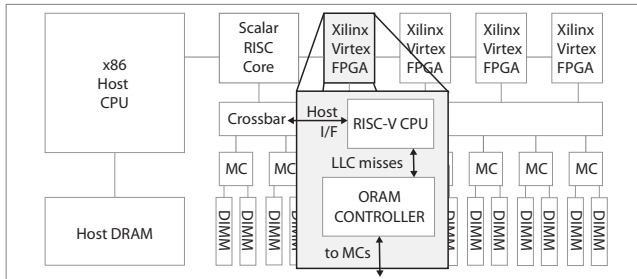 x86
Host
CPU
Scalar
RISC
Core
Xilinx
Virtex
FPGA
Xilinx
Virtex
FPGA
Xilinx
Virtex
FPGA
Xilinx
Virtex
FPGA
Crossbar
Host
I/F
RISC-V CPU
LLC misses
ORAM
CONTROLLER
to MCs
MC
MC
MC
MC
MC
Host DRAM
DIMM
DIMM
DIMM
DIMM
DIMM
DIMM
DIMM
DIMM
DIMM
DIMM
DIMM